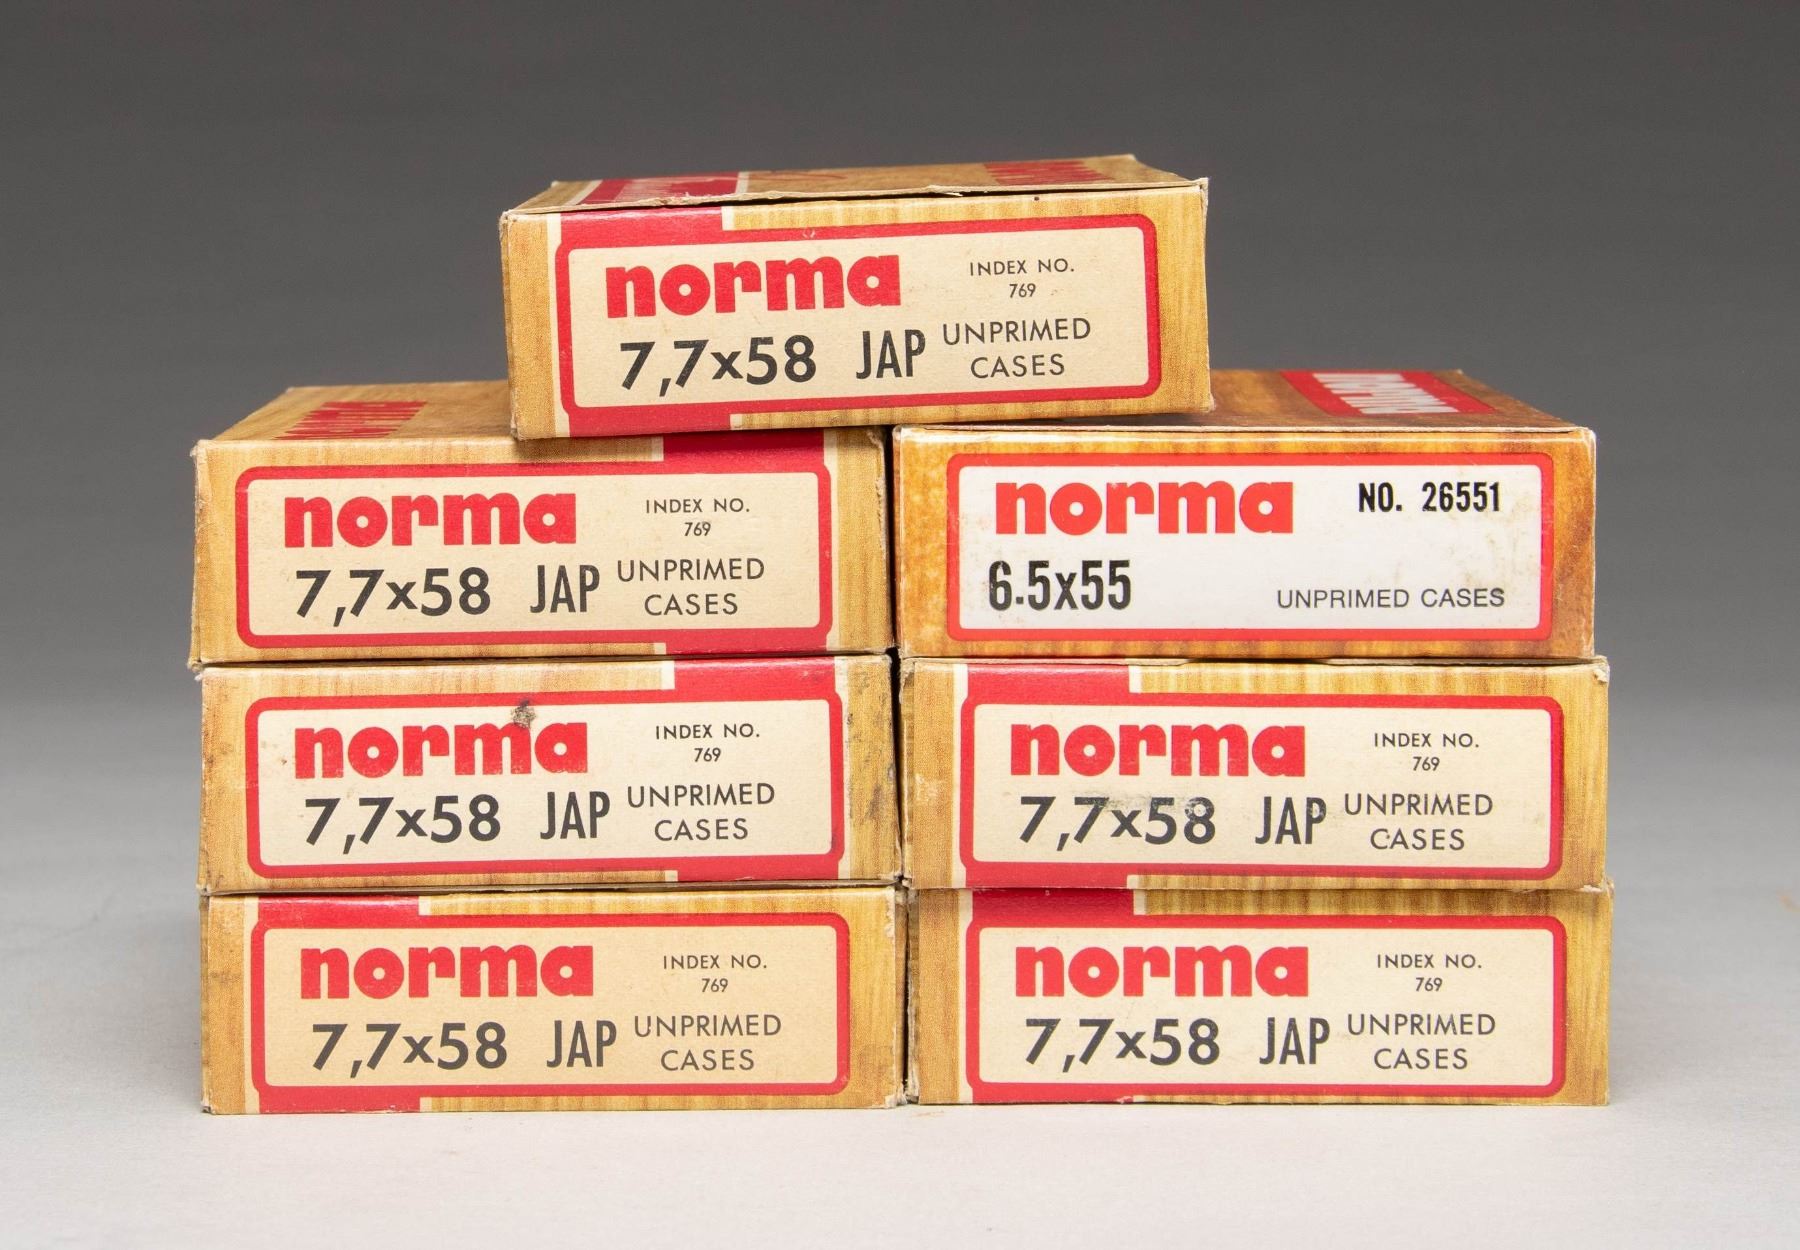 norma
INDEX NO.
769
7,7x58 JAP
UNPRIMED
CASES
norma
INDEX NO.
769
7,7x58 JAP
UNPRIMED
CASES
norma
norma
NO. 26551
6.5x55
UNPRIMED CASES
norma
INDEX NO.
769
7,7x58 JAP
UNPRIMED
CASES
norma
INDEX NO.
769
7,7x58 JAP
UNPRIMED
CASES
norma
INDEX NO.
769
7,7x58 JAP
UNPRIMED
CASES
norma
INDEX NO.
769
7,7x58 JAP
UNPRIMED
CASES